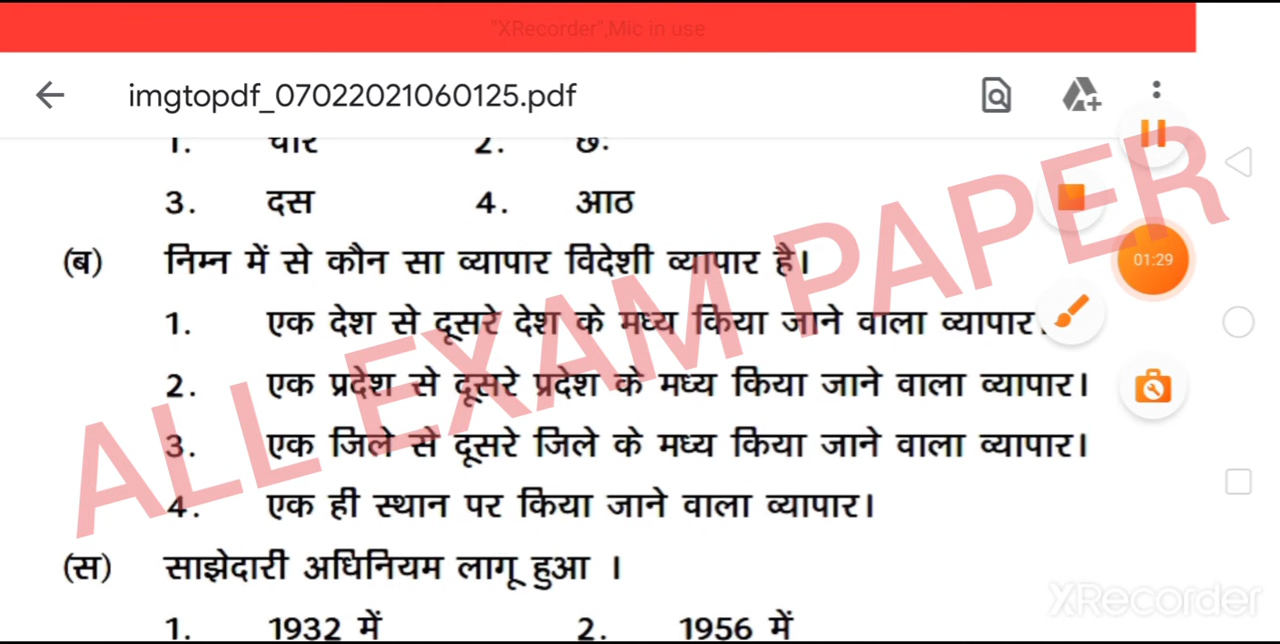 "XRecorder",Mic in use
imgtopdf_07022021060125.pdf
1. चार 2. छः
3. दस 4. आठ
(ब) निम्न में से कौन सा व्यापार विदेशी व्यापार है।
1. एक देश से दूसरे देश के मध्य किया जाने वाला व्यापार
2. एक प्रदेश से दूसरे प्रदेश के मध्य किया जाने वाला व्यापार।
3. एक जिले से दूसरे जिले के मध्य किया जाने वाला व्यापार।
4. एक ही स्थान पर किया जाने वाला व्यापार।
(स) साझेदारी अधिनियम लागू हुआ ।
1. 1932 में 2. 1956 में
ALL EXAM PAPER
01:29
XRecorder